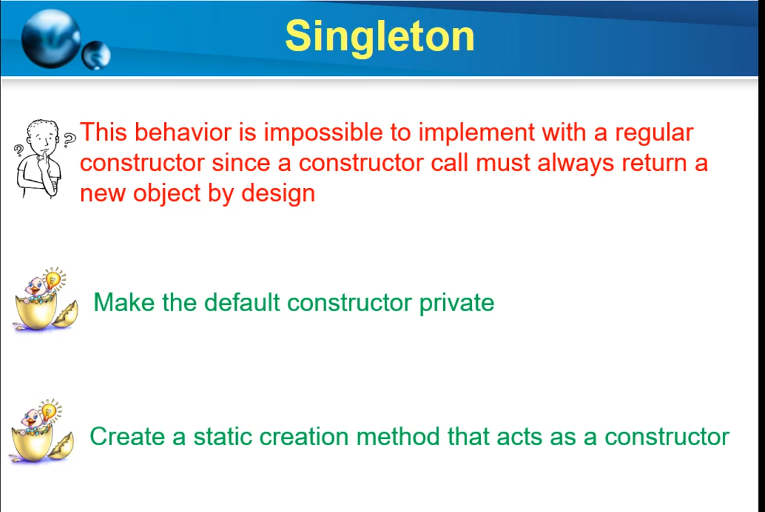 Singleton
This behavior is impossible to implement with a regular
constructor since a constructor call must always return a
new object by design
Make the default constructor private
Create a static creation method that acts as a constructor